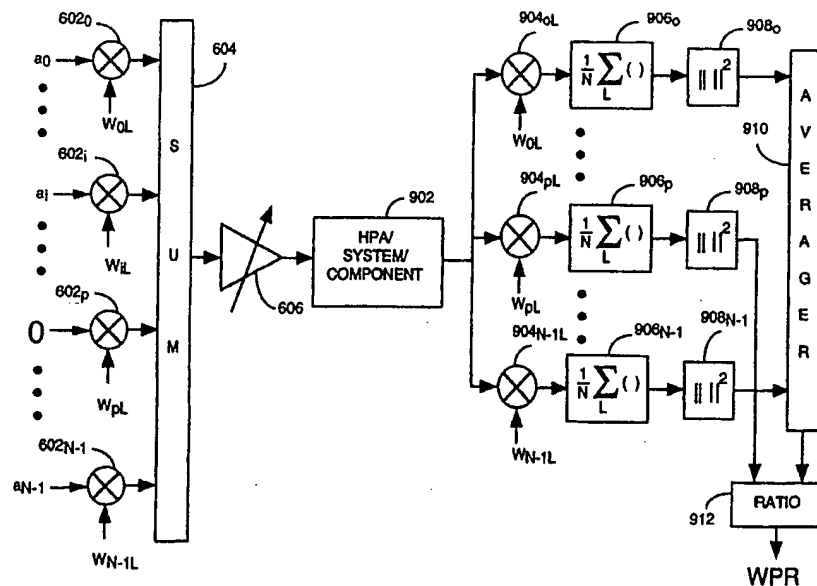 602₀
a₀
W₀L
602ᵢ
aᵢ
WᵢL
602ₚ
0
WₚL
602N-1
aN-1
WN-1L
604
S
U
M
606
902
HPA/
SYSTEM/
COMPONENT
904₀L
W₀L
904ₚL
WₚL
904N-1L
WN-1L
906₀
1/N ∑ ( )
L
906ₚ
1/N ∑ ( )
L
906N-1
1/N ∑ ( )
L
908₀
|| ||²
908ₚ
|| ||²
908N-1
|| ||²
910
A
V
E
R
A
G
E
R
912
RATIO
WPR